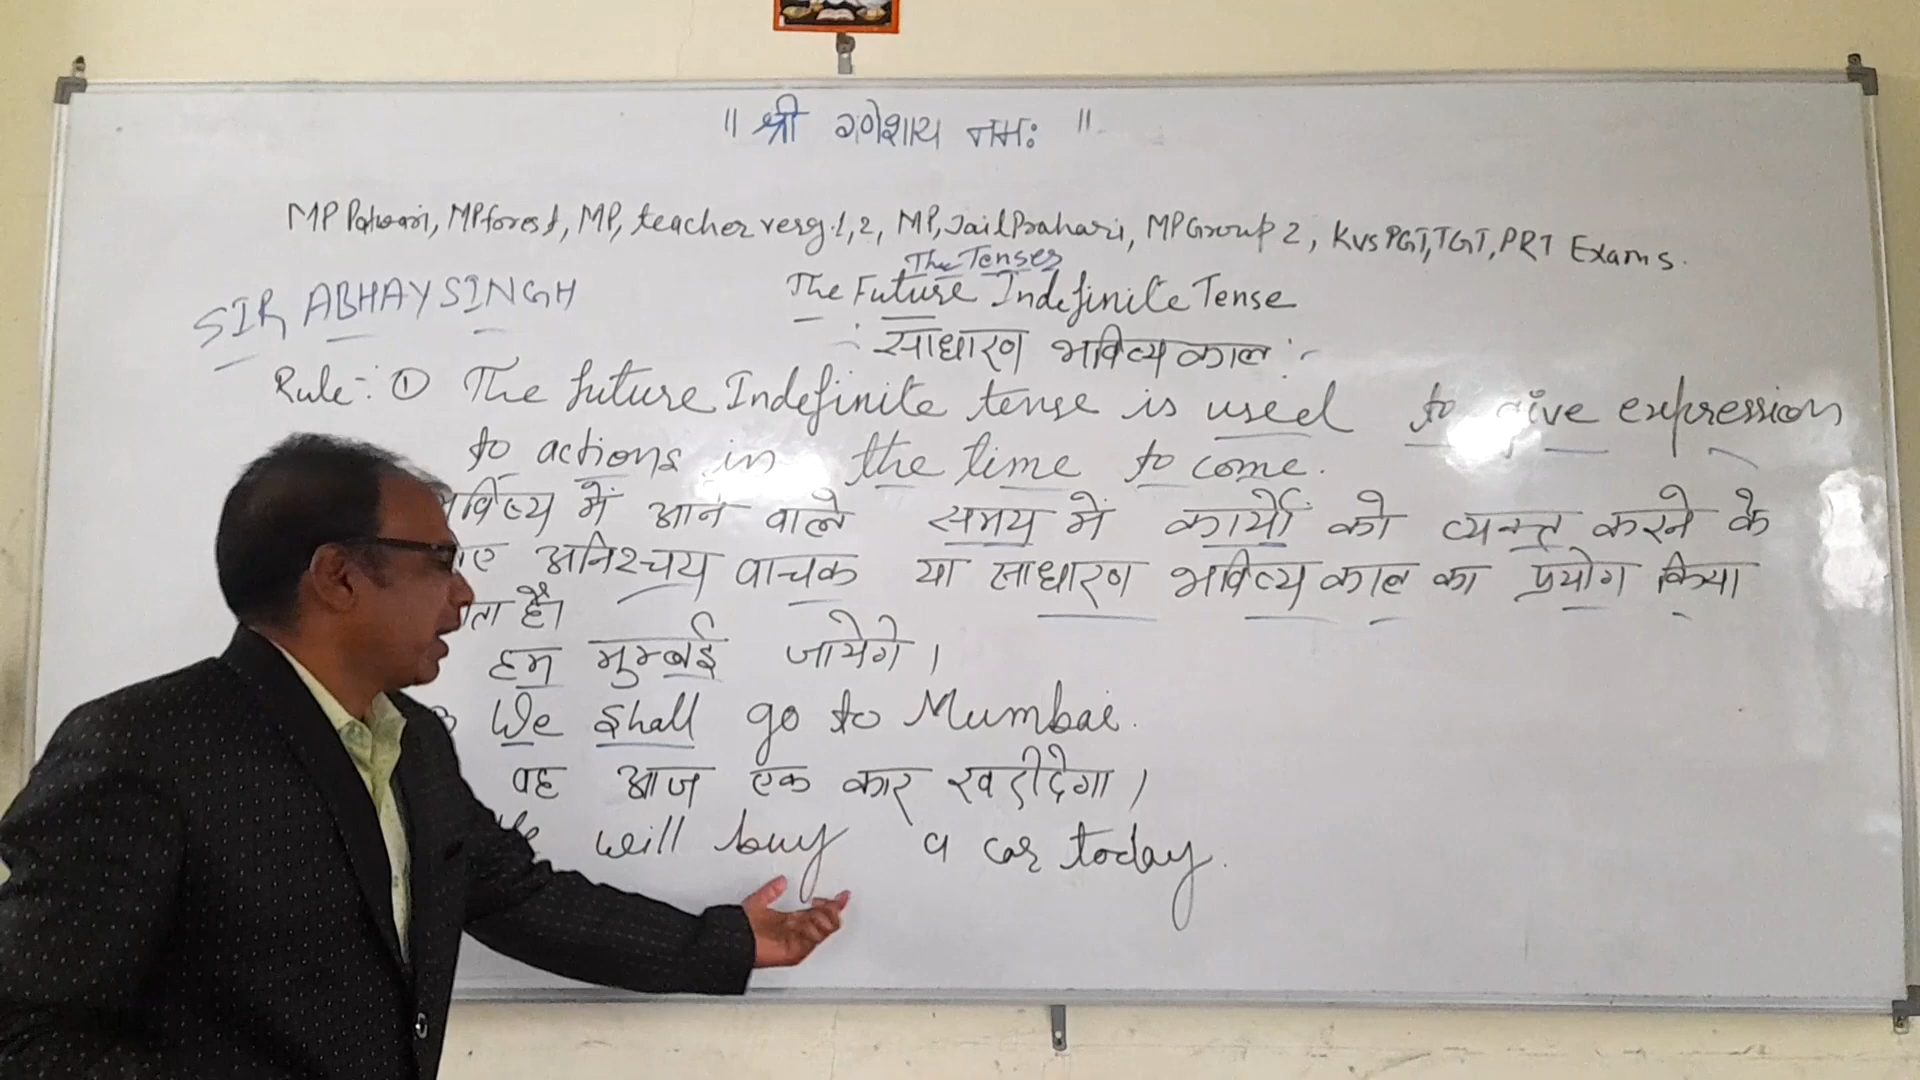 ॥ श्री गणेशाय नमः ॥
MP Patwari, MP forest, MP, teacher verg.1,2, MP, Jail Prahari, MP Group 2, KVS PGT, TGT, PRT Exams.
The Tenses
SIR ABHAY SINGH
The Future Indefinite Tense
: साधारण भविष्य काल :-
Rule:- ① The future Indefinite tense is used to give expression
to actions in the time to come.
भविष्य में आने वाले समय में कार्यों को व्यक्त करने के
अनिश्चय वाचक या साधारण भविष्य काल का प्रयोग किया
है।
हम मुम्बई जायेगे।
We shall go to Mumbai.
वह आज एक कार खरीदेगा।
will buy a car today.